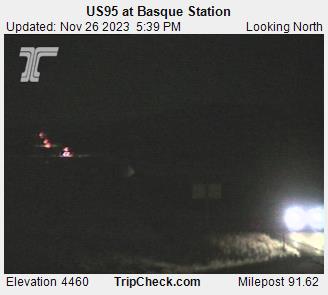 US95 at Basque Station
Updated: Nov 26 2023 5:39 PM Looking North
Elevation 4460 TripCheck.com Milepost 91.62